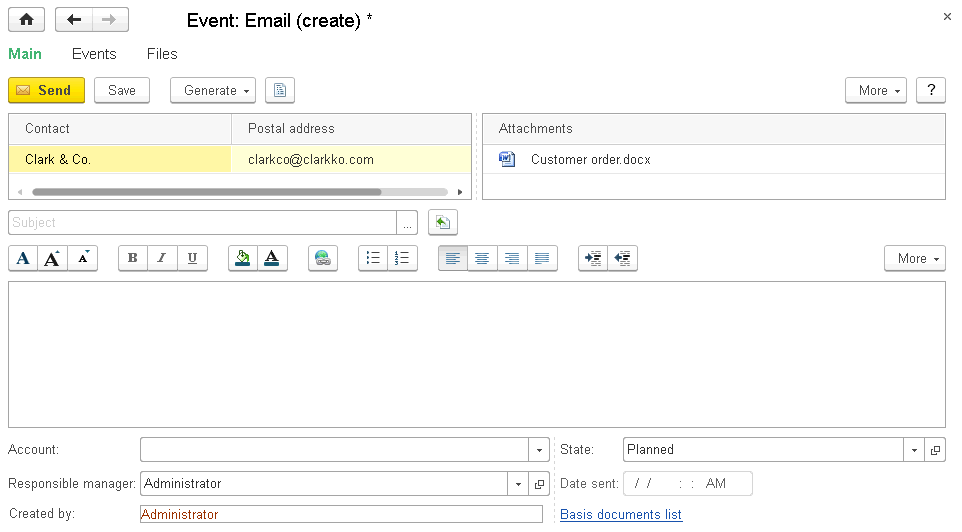 Event: Email (create) *
Main Events Files
Send Save Generate More ?
Contact Postal address Attachments
Clark & Co. clarkco@clarkko.com Customer order.docx
Subject ...
A A A B I U A More
Account: State: Planned
Responsible manager: Administrator Date sent: / / : : AM
Created by: Administrator Basis documents list